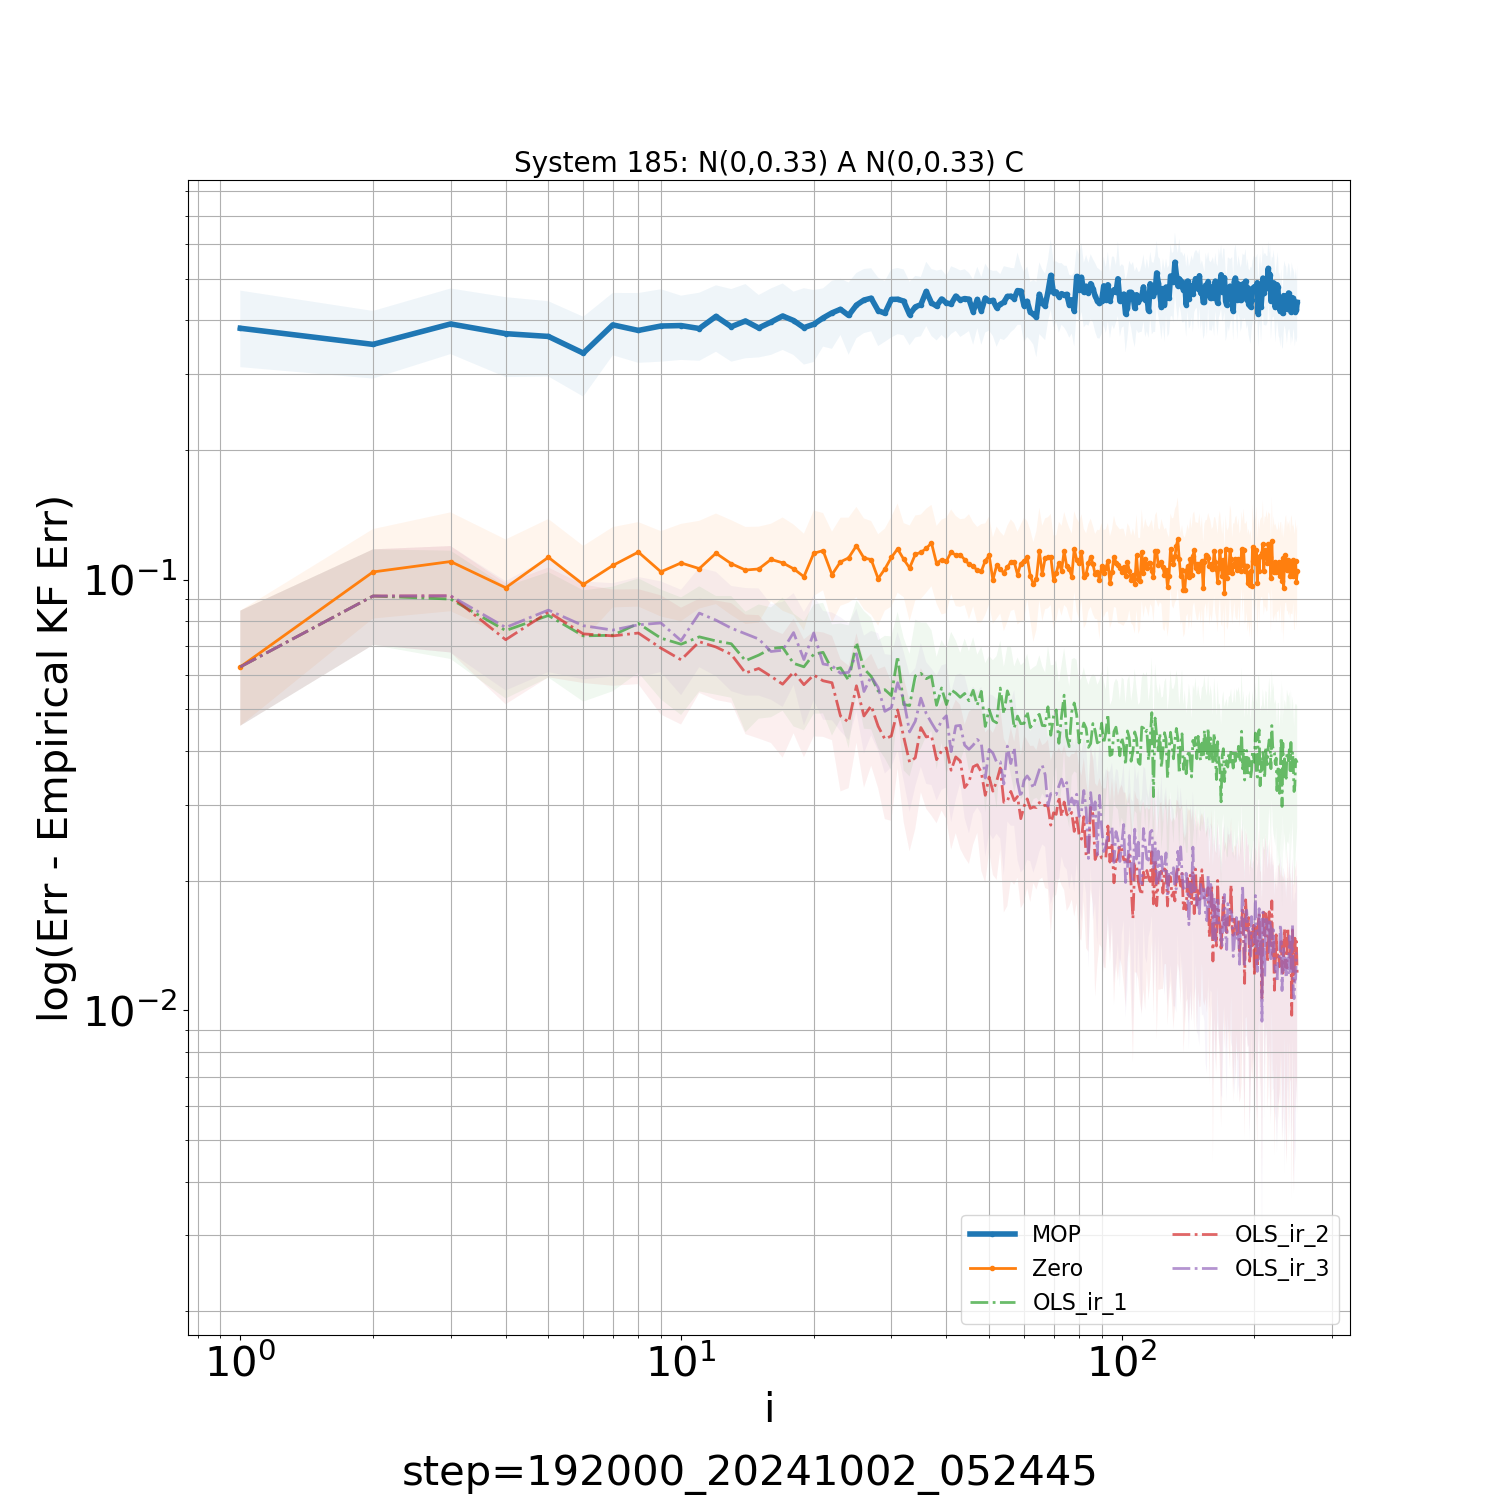 System 185: N(0,0.33) A N(0,0.33) C
log(Err - Empirical KF Err)
10⁻¹
10⁻²
MOP
Zero
OLS_ir_1
OLS_ir_2
OLS_ir_3
10⁰ 10¹ 10²
i
step=192000_20241002_052445